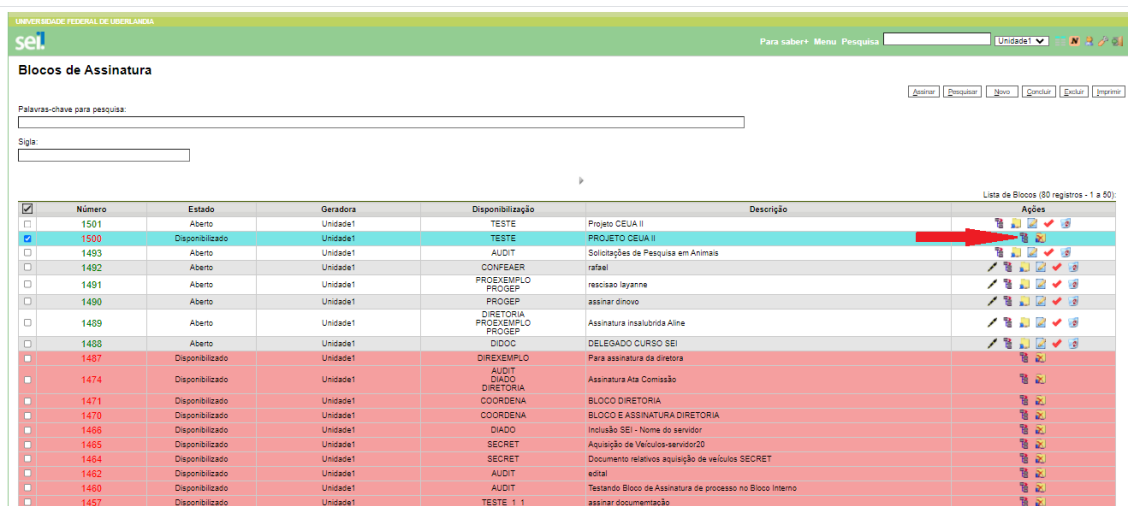 UNIVERSIDADE FEDERAL DE UBERLANDIA
sei!
Para saber+ Menu Pesquisa Unidade1
Blocos de Assinatura
Assinar Pesquisar Novo Concluir Excluir Imprimir
Palavras-chave para pesquisa:
Sigla:
Lista de Blocos (80 registros - 1 a 50):
Número Estado Geradora Disponibilização Descrição Ações
1501 Aberto Unidade1 TESTE Projeto CEUA II
1500 Disponibilizado Unidade1 TESTE PROJETO CEUA II
1493 Aberto Unidade1 AUDIT Solicitações de Pesquisa em Animais
1492 Aberto Unidade1 CONFEAER rafael
1491 Aberto Unidade1 PROEXEMPLO PROGEP rescisao layanne
1490 Aberto Unidade1 PROGEP assinar dinovo
1489 Aberto Unidade1 DIRETORIA PROEXEMPLO PROGEP Assinatura insalubrida Aline
1488 Aberto Unidade1 DIDOC DELEGADO CURSO SEI
1487 Disponibilizado Unidade1 DIREXEMPLO Para assinatura da diretora
1474 Disponibilizado Unidade1 AUDIT DIADO DIRETORIA Assinatura Ata Comissão
1471 Disponibilizado Unidade1 COORDENA BLOCO DIRETORIA
1470 Disponibilizado Unidade1 COORDENA BLOCO E ASSINATURA DIRETORIA
1466 Disponibilizado Unidade1 DIADO Inclusão SEI - Nome do servidor
1465 Disponibilizado Unidade1 SECRET Aquisição de Veículos-servidor20
1464 Disponibilizado Unidade1 SECRET Documento relativos aquisição de veículos SECRET
1462 Disponibilizado Unidade1 AUDIT edital
1460 Disponibilizado Unidade1 AUDIT Testando Bloco de Assinatura de processo no Bloco Interno
1457 Disponibilizado Unidade1 TESTE 1 1 assinar documemtação